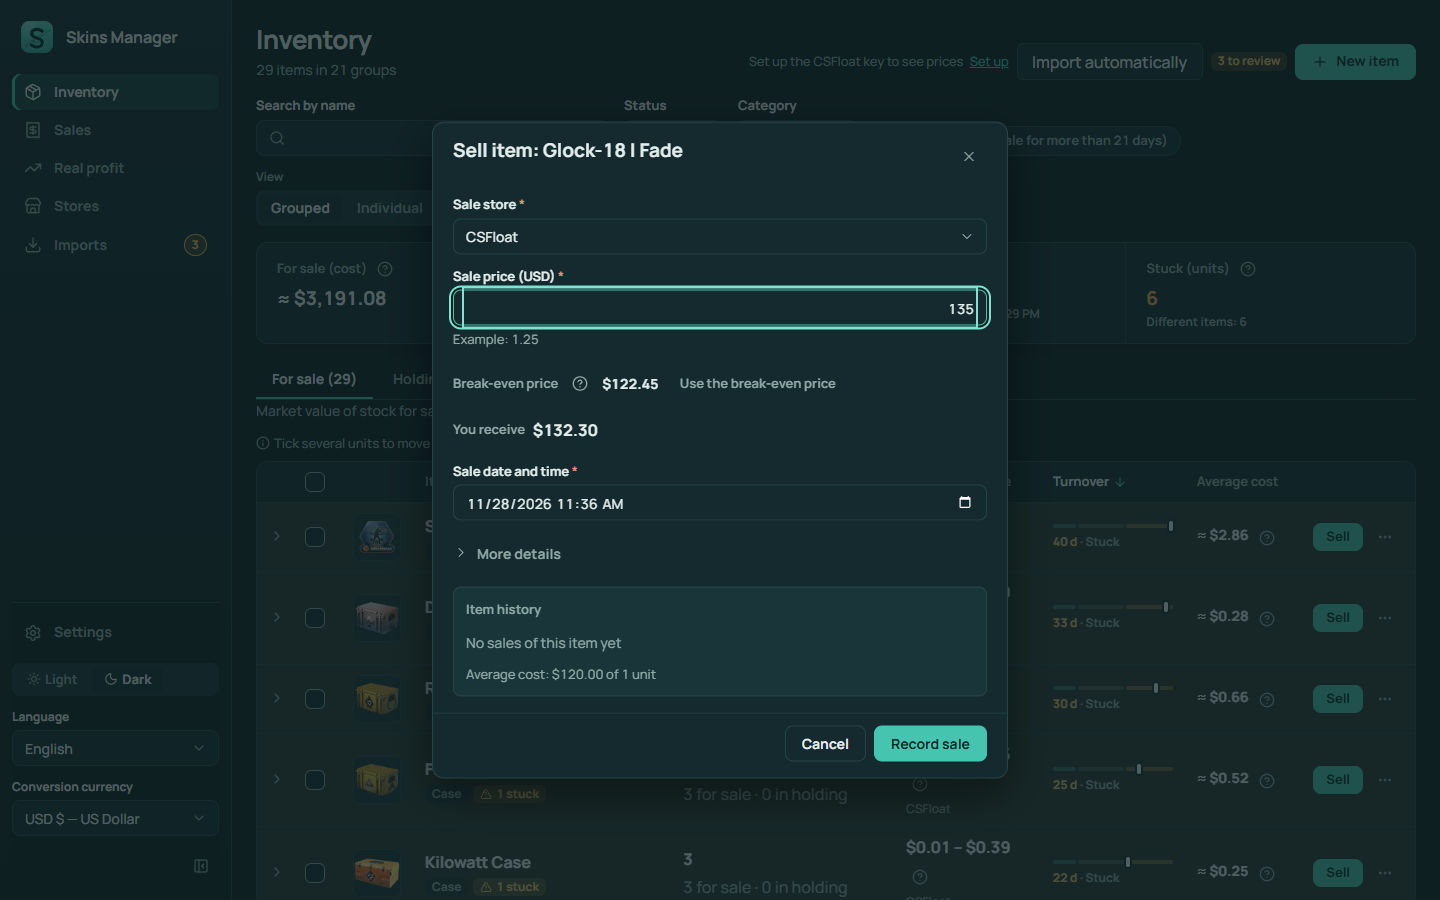 Skins Manager
Inventory
Sales
Real profit
Stores
Imports
3
Settings
Light
Dark
Language
English
Conversion currency
USD $ — US Dollar
Inventory
29 items in 21 groups
Set up the CSFloat key to see prices
Set up
Import automatically
3 to review
New item
Search by name
Status
Category
ale for more than 21 days)
View
Grouped
Individual
For sale (cost)
≈ $3,191.08
29 PM
Stuck (units)
6
Different items: 6
For sale (29)
Holdin
Market value of stock for sa
Tick several units to move
Turnover
Average cost
40 d · Stuck
≈ $2.86
Sell
33 d · Stuck
≈ $0.28
Sell
30 d · Stuck
≈ $0.66
Sell
Case
1 stuck
3 for sale · 0 in holding
CSFloat
25 d · Stuck
≈ $0.52
Sell
Kilowatt Case
Case
1 stuck
3
3 for sale · 0 in holding
$0.01 – $0.39
22 d · Stuck
≈ $0.25
Sell
Sell item: Glock-18 | Fade
Sale store *
CSFloat
Sale price (USD) *
135
Example: 1.25
Break-even price
$122.45
Use the break-even price
You receive $132.30
Sale date and time *
11/28/2026 11:36 AM
More details
Item history
No sales of this item yet
Average cost: $120.00 of 1 unit
Cancel
Record sale